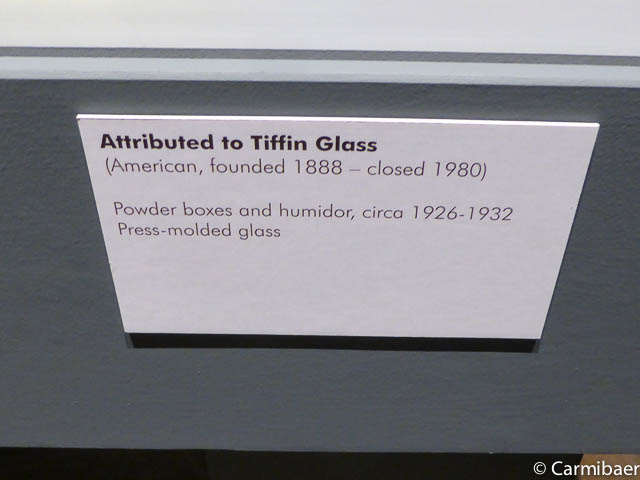 Attributed to Tiffin Glass
(American, founded 1888 – closed 1980)
Powder boxes and humidor, circa 1926-1932
Press-molded glass
© Carmibaer